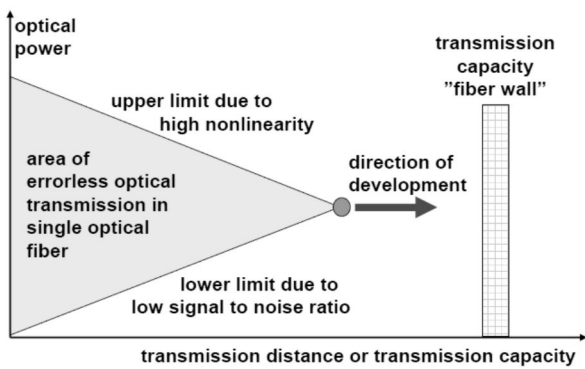 optical
power
transmission
capacity
”fiber wall”
upper limit due to
high nonlinearity
area of
errorless optical
transmission in
single optical
fiber
direction of
development
lower limit due to
low signal to noise ratio
transmission distance or transmission capacity